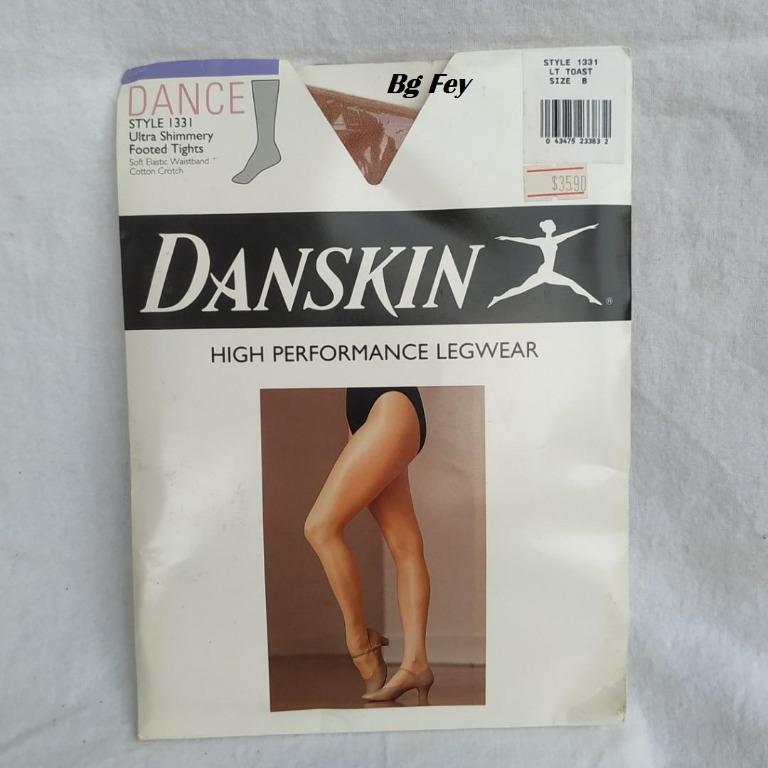 Bg Fey
DANCE
STYLE 1331
Ultra Shimmery
Footed Tights
Soft Elastic Waistband
Cotton Crotch
STYLE 1331
LT TOAST
SIZE B
0 43475 23383 2
$35.90
DANSKIN ®
HIGH PERFORMANCE LEGWEAR